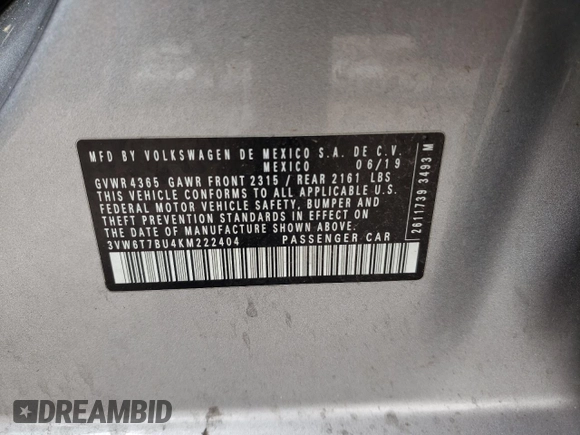 MFD BY VOLKSWAGEN DE MEXICO S.A. DE C.V.
MEXICO 06/19
GVWR 4365 GAWR FRONT 2315 / REAR 2161 LBS
THIS VEHICLE CONFORMS TO ALL APPLICABLE U.S.
FEDERAL MOTOR VEHICLE SAFETY, BUMPER AND
THEFT PREVENTION STANDARDS IN EFFECT ON
THE DATE OF MANUFACTURE SHOWN ABOVE.
3VW6T7BU4KM222404 PASSENGER CAR
2611739 3493 M
DREAMBID